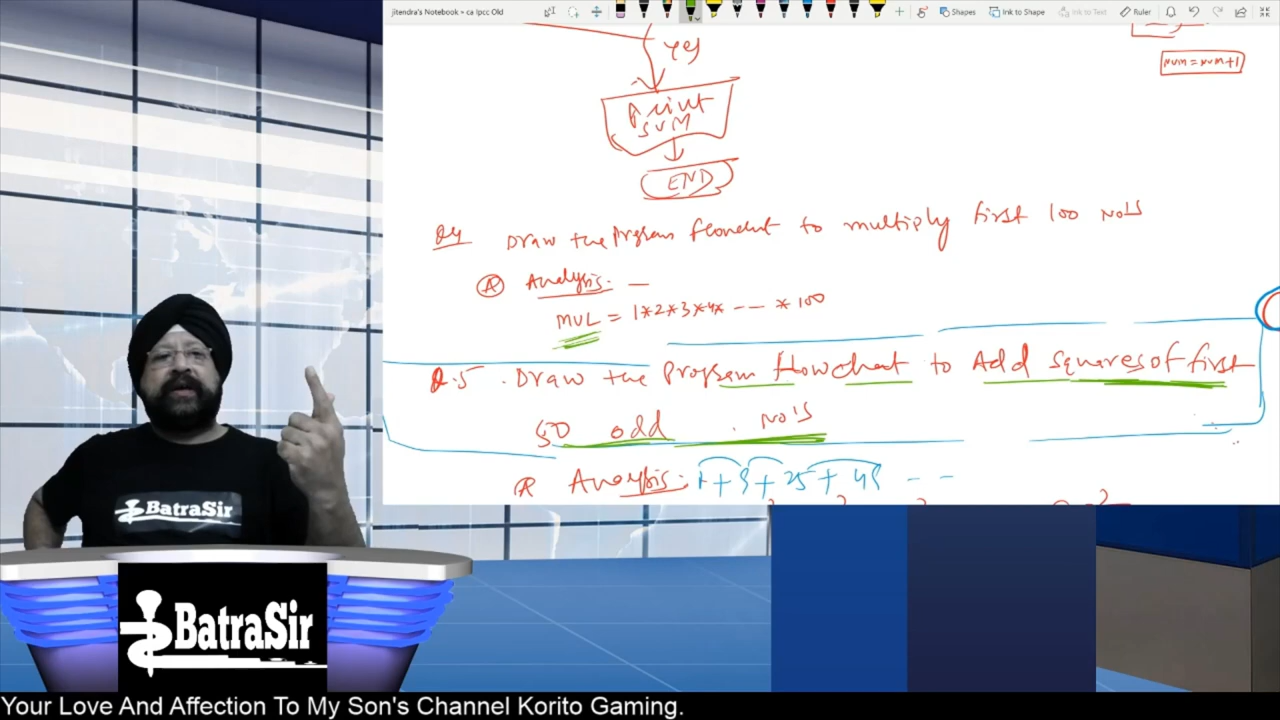 jitendra's Notebook » ca Ipcc Old
Shapes
Ink to Shape
Ink to Text
Ruler
yes
print
SUM
END
NUM = NUM+1
Q4 Draw the Program flowchart to multiply first 100 No's
(A) Analysis. —
MUL = 1*2*3*4* --- * 100
Q.5 . Draw the Program flowchart to Add squares of first
50 odd . No's
A Analysis: 1+9+25+49 --
BatraSir
BatraSir
Your Love And Affection To My Son's Channel Korito Gaming.